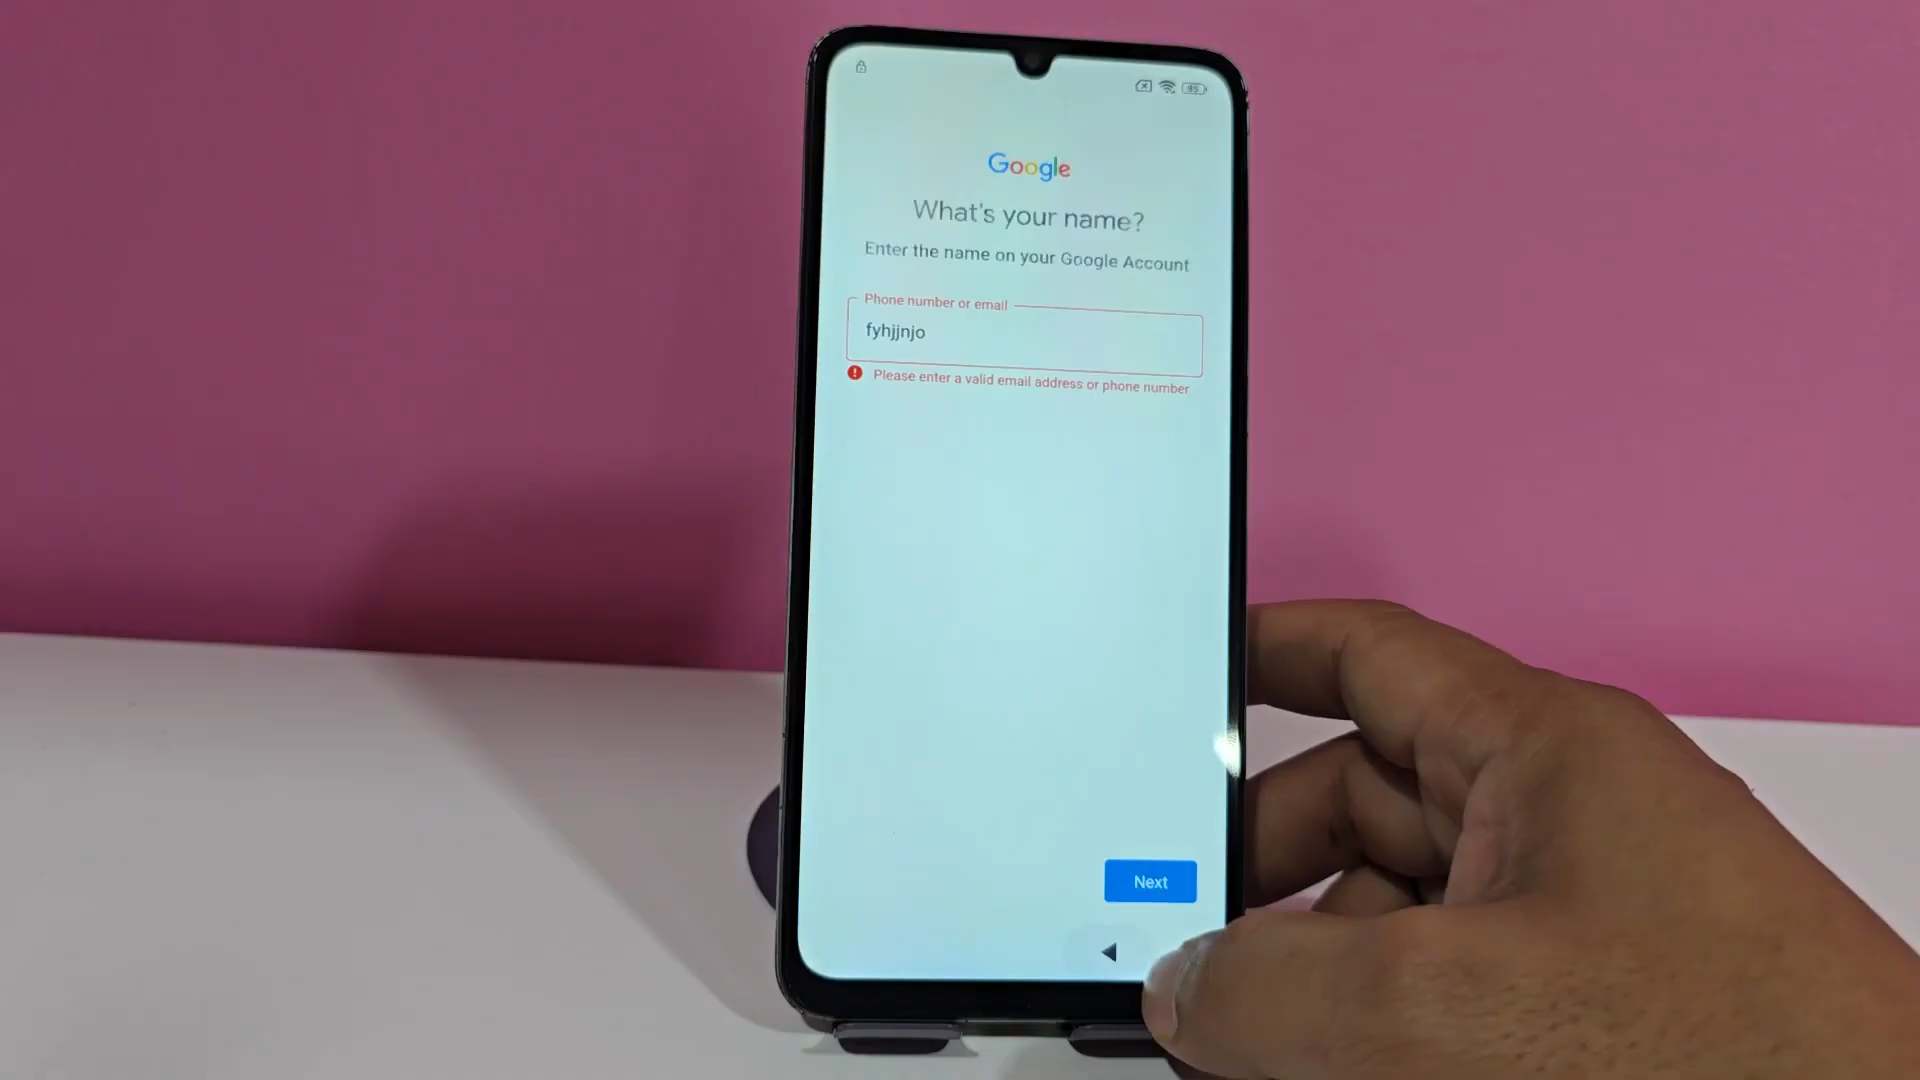 85
Google
What's your name?
Enter the name on your Google Account
Phone number or email
fyhjjnjo
Please enter a valid email address or phone number
Next